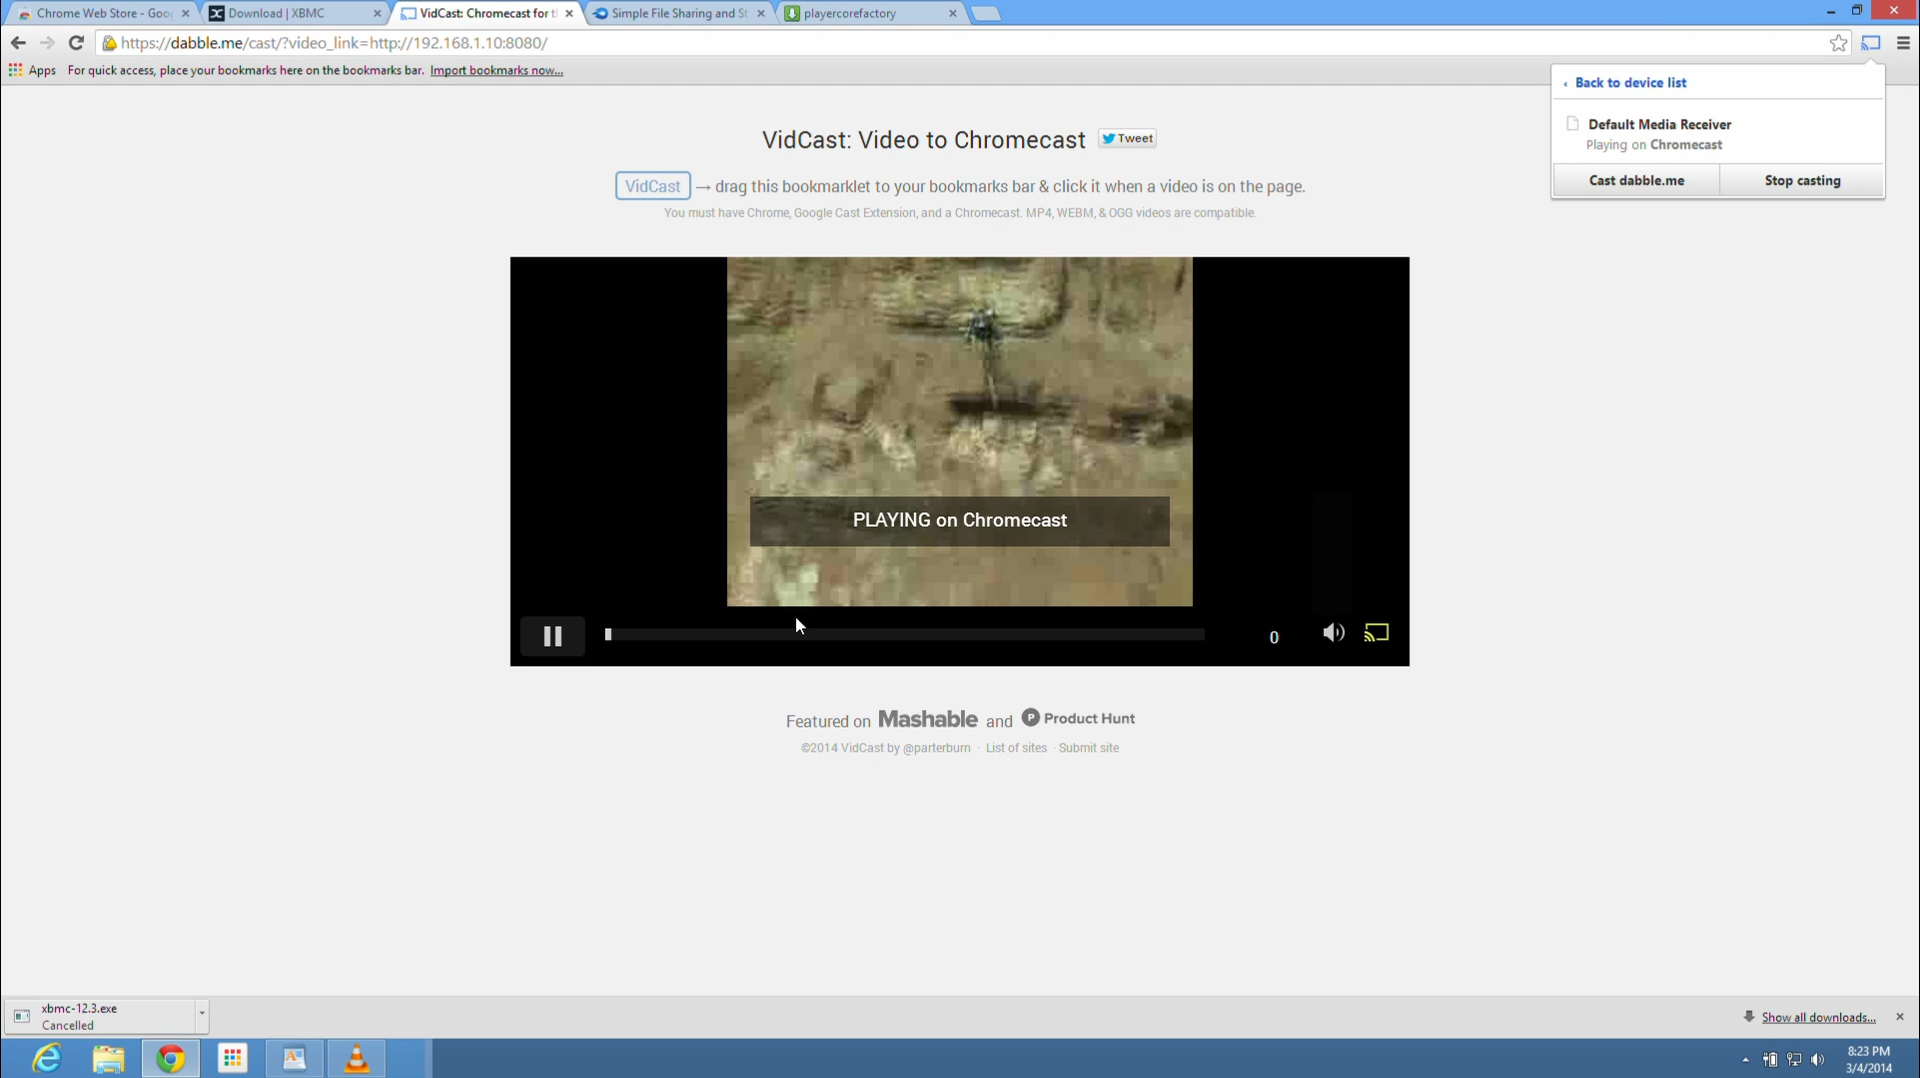 Chrome Web Store - Goo
Download | XBMC
VidCast: Chromecast for t
Simple File Sharing and St
playercorefactory
https://dabble.me/cast/?video_link=http://192.168.1.10:8080/
Apps For quick access, place your bookmarks here on the bookmarks bar. Import bookmarks now...
‹ Back to device list
Default Media Receiver
Playing on Chromecast
Cast dabble.me
Stop casting
VidCast: Video to Chromecast
Tweet
VidCast → drag this bookmarklet to your bookmarks bar & click it when a video is on the page.
You must have Chrome, Google Cast Extension, and a Chromecast. MP4, WEBM, & OGG videos are compatible.
PLAYING on Chromecast
0
Featured on Mashable and P Product Hunt
©2014 VidCast by @parterburn · List of sites · Submit site
xbmc-12.3.exe
Cancelled
Show all downloads...
8:23 PM
3/4/2014